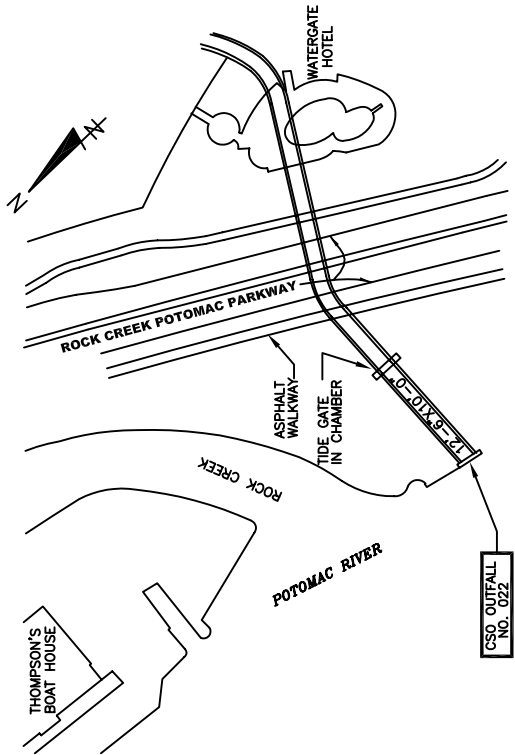 N
N
WATERGATE
HOTEL
ROCK CREEK POTOMAC PARKWAY
ASPHALT
WALKWAY
TIDE GATE
IN CHAMBER
12'-6"X10'-0"
ROCK CREEK
POTOMAC RIVER
THOMPSON'S
BOAT HOUSE
CSO OUTFALL
NO. 022